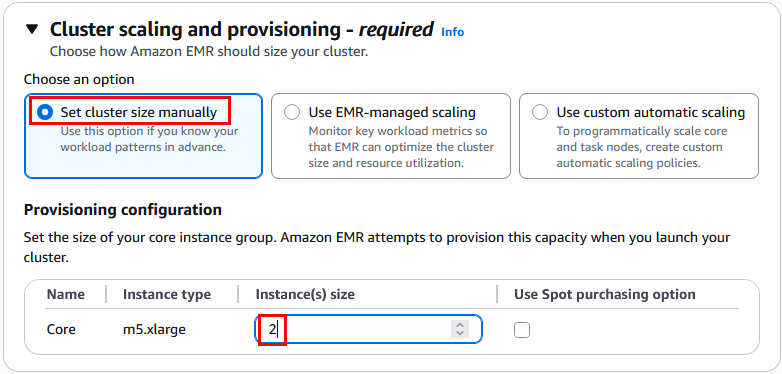 Cluster scaling and provisioning - required Info
Choose how Amazon EMR should size your cluster.
Choose an option
Set cluster size manually
Use this option if you know your
workload patterns in advance.
Use EMR-managed scaling
Monitor key workload metrics so
that EMR can optimize the cluster
size and resource utilization.
Use custom automatic scaling
To programmatically scale core
and task nodes, create custom
automatic scaling policies.
Provisioning configuration
Set the size of your core instance group. Amazon EMR attempts to provision this capacity when you launch your
cluster.
Name Instance type Instance(s) size Use Spot purchasing option
Core m5.xlarge 2